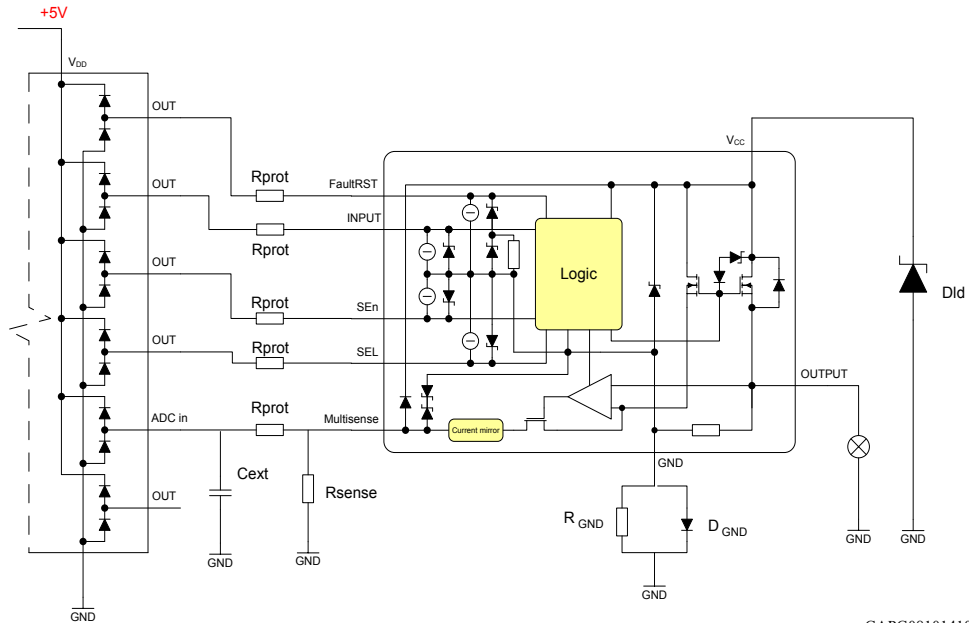 +5V
VDD
OUT
VCC
OUT
Rprot
FaultRST
INPUT
Rprot
Logic
OUT
Dld
Rprot
SEn
OUT
Rprot
SEL
OUTPUT
ADC in
Rprot
Multisense
Current mirror
GND
Cext
Rsense
OUT
R GND
D GND
GND
GND
GND
GND
GND
GND